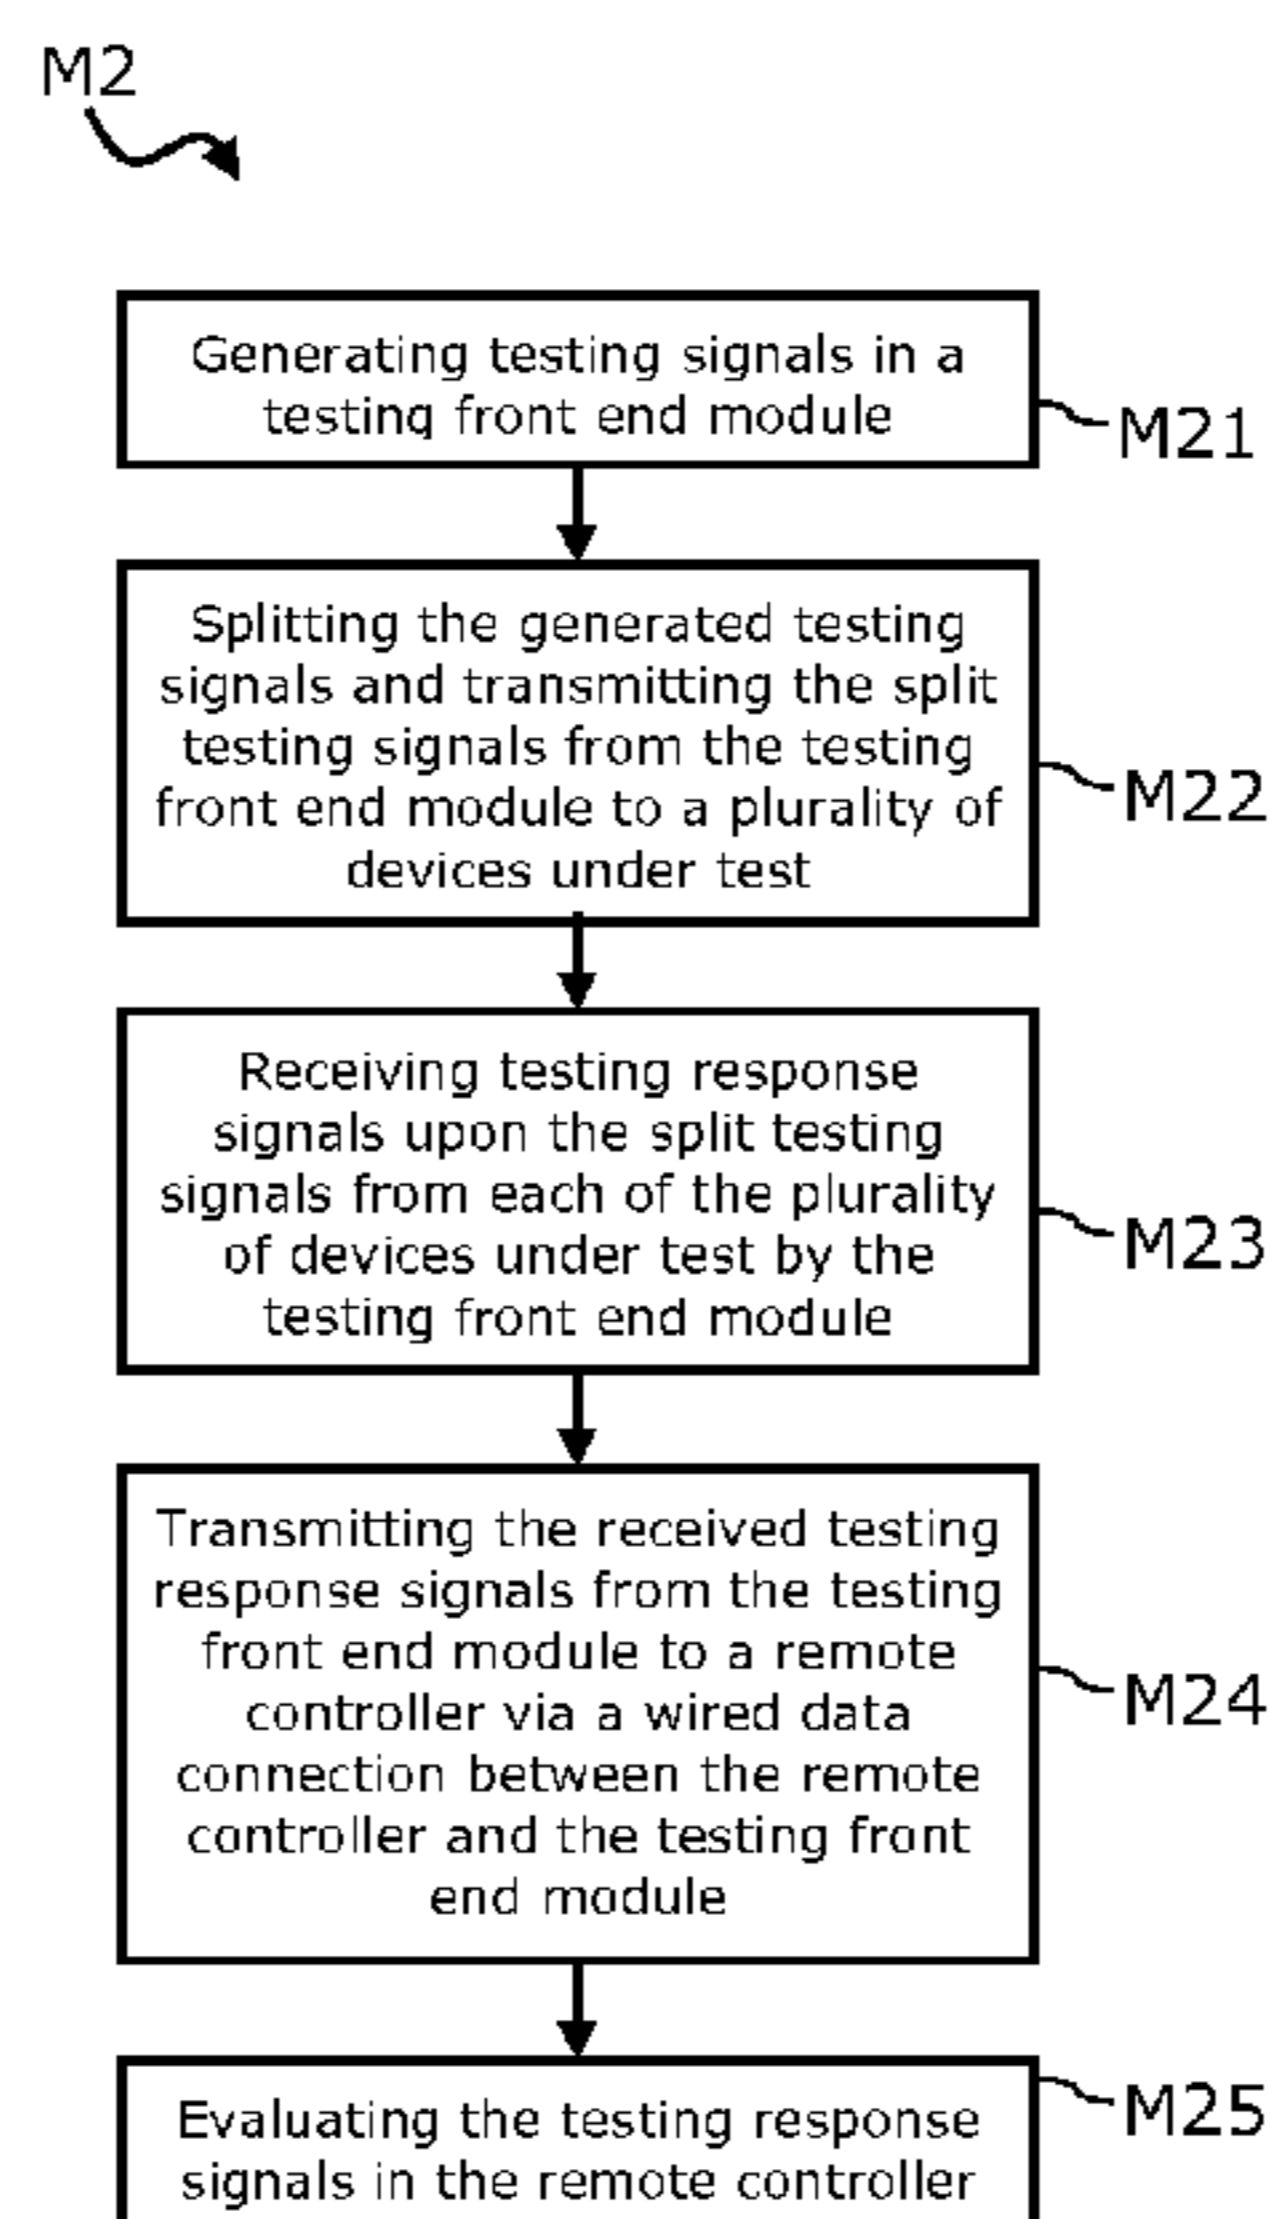 M2
Generating testing signals in a
testing front end module
M21
Splitting the generated testing
signals and transmitting the split
testing signals from the testing
front end module to a plurality of
devices under test
M22
Receiving testing response
signals upon the split testing
signals from each of the plurality
of devices under test by the
testing front end module
M23
Transmitting the received testing
response signals from the testing
front end module to a remote
controller via a wired data
connection between the remote
controller and the testing front
end module
M24
Evaluating the testing response
signals in the remote controller
M25